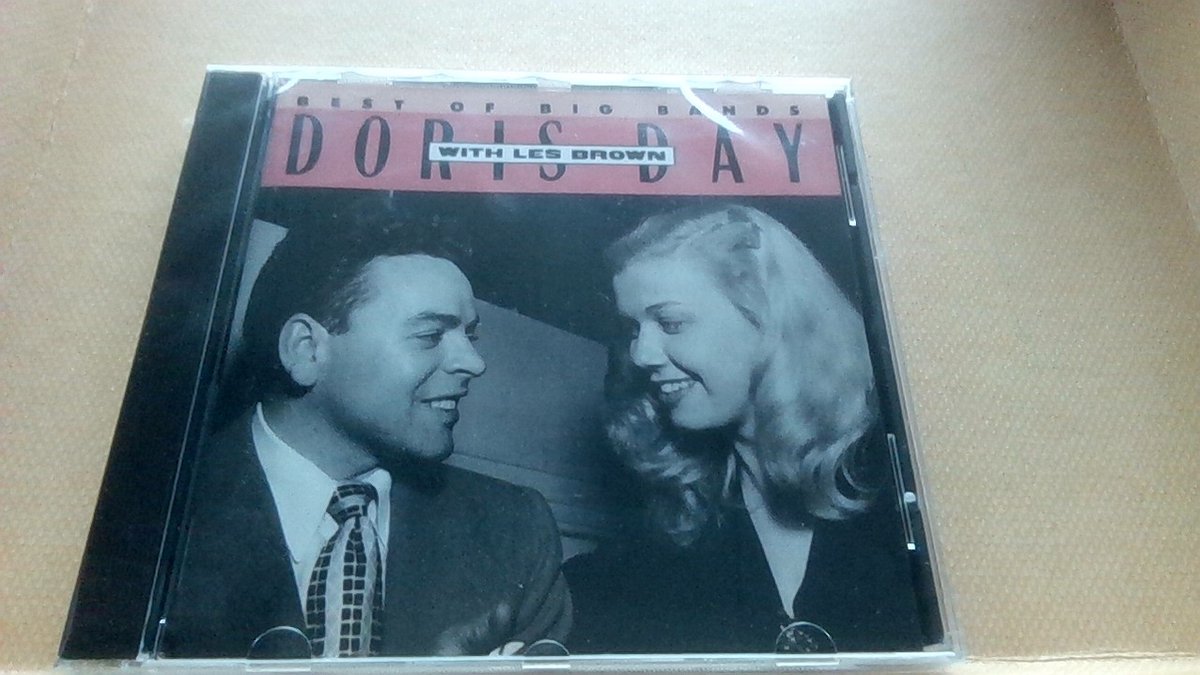 BEST OF BIG BANDS
DORIS DAY
WITH LES BROWN